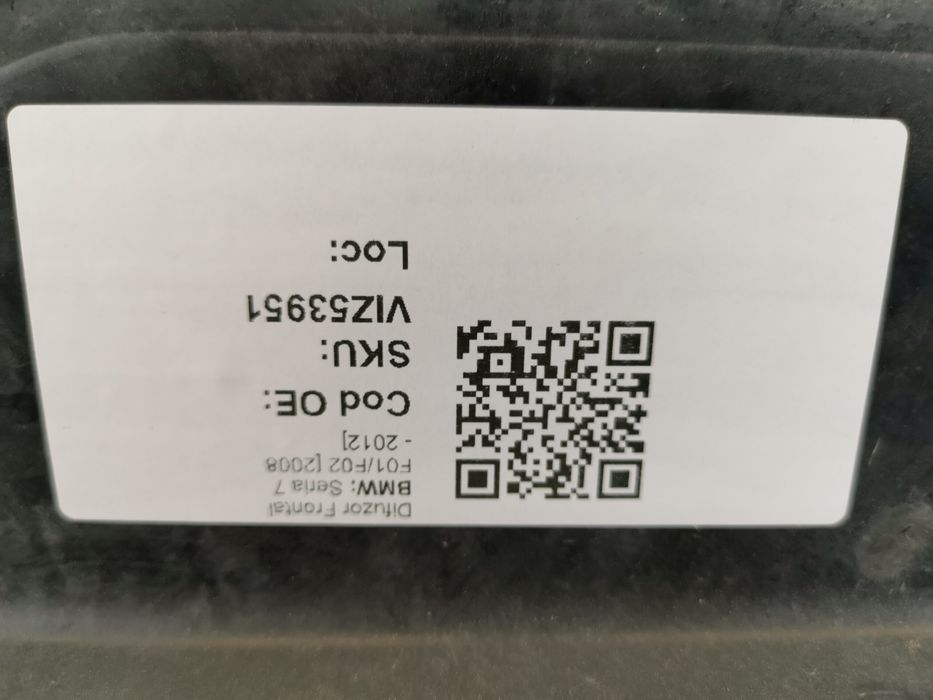 Difuzor Frontal
BMW: Seria 7
F01/F02 [2008
- 2012]
Cod OE:
SKU:
VIZ53951
Loc: